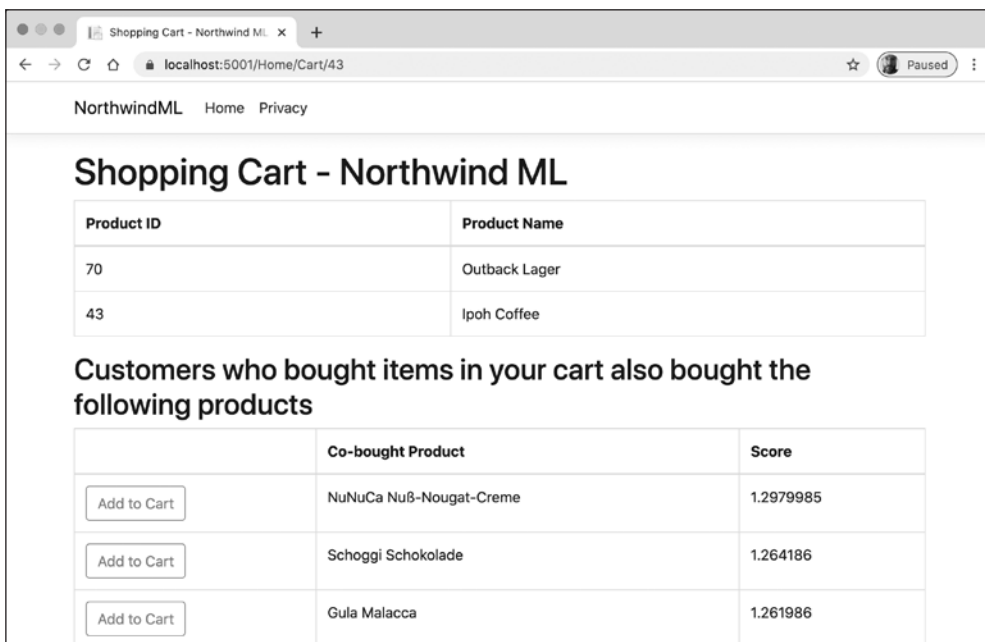 Shopping Cart - Northwind ML
localhost:5001/Home/Cart/43
Paused
NorthwindML Home Privacy
Shopping Cart - Northwind ML
Product ID Product Name
70 Outback Lager
43 Ipoh Coffee
Customers who bought items in your cart also bought the
following products
Co-bought Product Score
Add to Cart NuNuCa Nuß-Nougat-Creme 1.2979985
Add to Cart Schoggi Schokolade 1.264186
Add to Cart Gula Malacca 1.261986